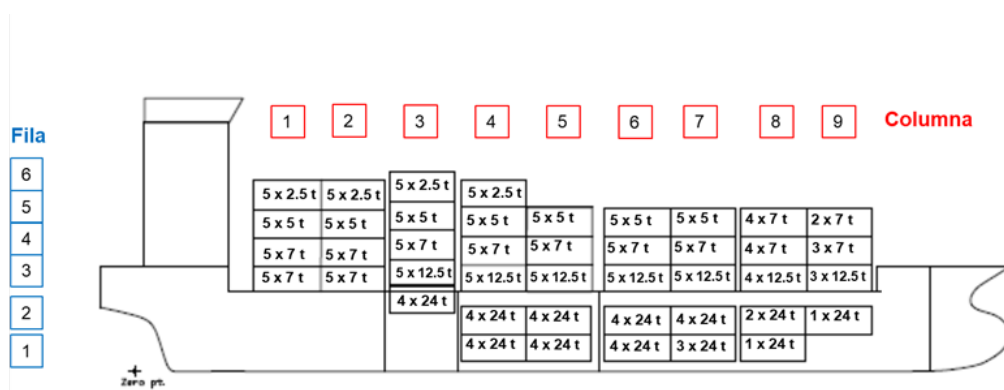 1 2 3 4 5 6 7 8 9 Columna
Fila
6 5 x 2.5 t 5 x 2.5 t 5 x 2.5 t 5 x 2.5 t
5 5 x 5 t 5 x 5 t 5 x 5 t 5 x 5 t 5 x 5 t 5 x 5 t 5 x 5 t 4 x 7 t 2 x 7 t
4 5 x 7 t 5 x 7 t 5 x 7 t 5 x 7 t 5 x 7 t 5 x 7 t 5 x 7 t 4 x 7 t 3 x 7 t
3 5 x 7 t 5 x 7 t 5 x 12.5 t 5 x 12.5 t 5 x 12.5 t 5 x 12.5 t 5 x 12.5 t 4 x 12.5 t 3 x 12.5 t
2 4 x 24 t 4 x 24 t 4 x 24 t 4 x 24 t 4 x 24 t 2 x 24 t 1 x 24 t
1 4 x 24 t 4 x 24 t 4 x 24 t 3 x 24 t 1 x 24 t
Zero pt.